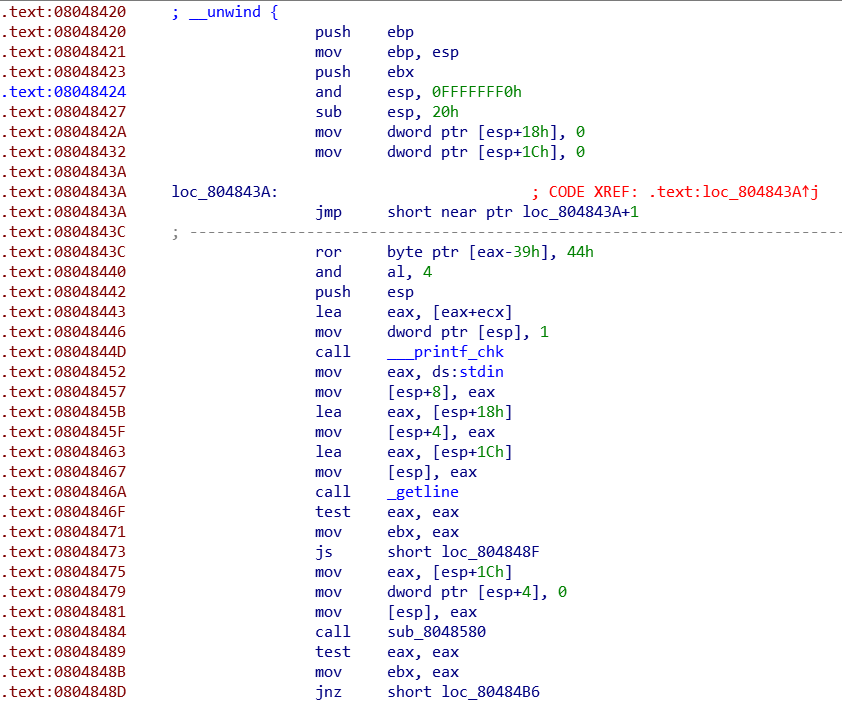 .text:08048420 ; __unwind {
.text:08048420 push ebp
.text:08048421 mov ebp, esp
.text:08048423 push ebx
.text:08048424 and esp, 0FFFFFFF0h
.text:08048427 sub esp, 20h
.text:0804842A mov dword ptr [esp+18h], 0
.text:08048432 mov dword ptr [esp+1Ch], 0
.text:0804843A
.text:0804843A loc_804843A: ; CODE XREF: .text:loc_804843A↑j
.text:0804843A jmp short near ptr loc_804843A+1
.text:0804843C ; ---------------------------------------------------------------------------
.text:0804843C ror byte ptr [eax-39h], 44h
.text:08048440 and al, 4
.text:08048442 push esp
.text:08048443 lea eax, [eax+ecx]
.text:08048446 mov dword ptr [esp], 1
.text:0804844D call ___printf_chk
.text:08048452 mov eax, ds:stdin
.text:08048457 mov [esp+8], eax
.text:0804845B lea eax, [esp+18h]
.text:0804845F mov [esp+4], eax
.text:08048463 lea eax, [esp+1Ch]
.text:08048467 mov [esp], eax
.text:0804846A call _getline
.text:0804846F test eax, eax
.text:08048471 mov ebx, eax
.text:08048473 js short loc_804848F
.text:08048475 mov eax, [esp+1Ch]
.text:08048479 mov dword ptr [esp+4], 0
.text:08048481 mov [esp], eax
.text:08048484 call sub_8048580
.text:08048489 test eax, eax
.text:0804848B mov ebx, eax
.text:0804848D jnz short loc_80484B6